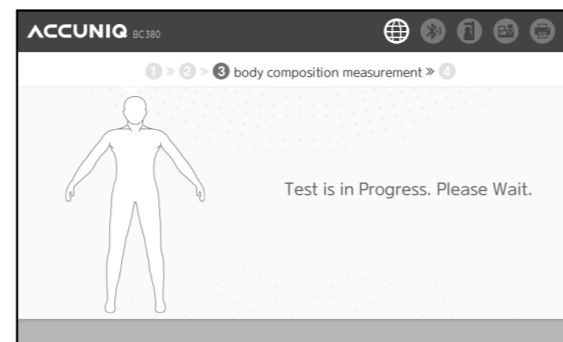 ACCUNIQ BC380
1 » 2 » 3 body composition measurement » 4
Test is in Progress. Please Wait.